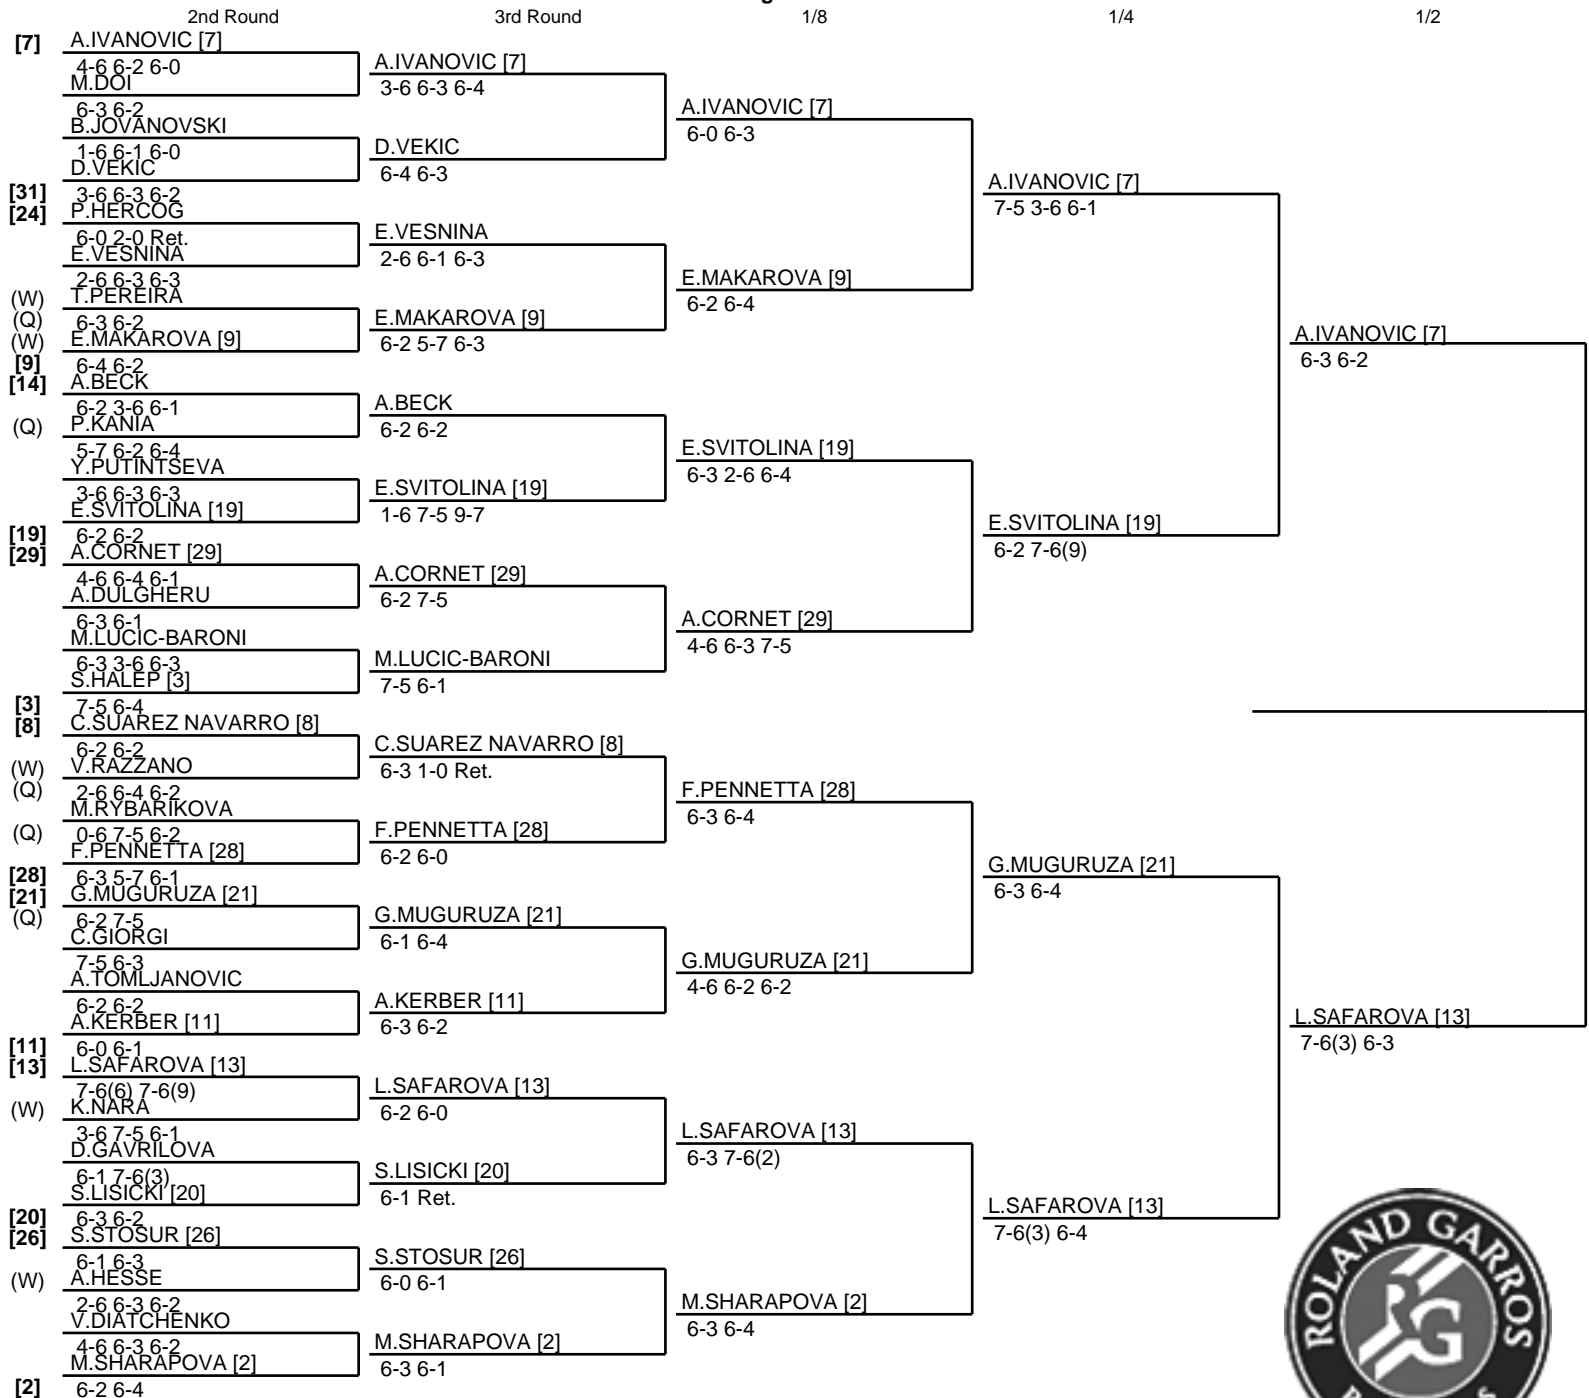 2nd Round 3rd Round 1/8 1/4 1/2
[7] A.IVANOVIC [7]
4-6 6-2 6-0
M.DOI
6-3 6-2
B.JOVANOVSKI
1-6 6-1 6-0
D.VEKIC
[31] 3-6 6-3 6-2
[24] P.HERCOG
6-0 2-0 Ret.
E.VESNINA
2-6 6-3 6-3
(W) T.PEREIRA
(Q) 6-3 6-2
(W) E.MAKAROVA [9]
[9] 6-4 6-2
[14] A.BECK
6-2 3-6 6-1
(Q) P.KANIA
5-7 6-2 6-4
Y.PUTINTSEVA
3-6 6-3 6-3
E.SVITOLINA [19]
[19] 6-2 6-2
[29] A.CORNET [29]
4-6 6-4 6-1
A.DULGHERU
6-3 6-1
M.LUCIC-BARONI
6-3 3-6 6-3
S.HALEP [3]
[3] 7-5 6-4
[8] C.SUAREZ NAVARRO [8]
6-2 6-2
(W) V.RAZZANO
(Q) 2-6 6-4 6-2
M.RYBARIKOVA
(Q) 0-6 7-5 6-2
F.PENNETTA [28]
[28] 6-3 5-7 6-1
[21] G.MUGURUZA [21]
(Q) 6-2 7-5
C.GIORGI
7-5 6-3
A.TOMLJANOVIC
6-2 6-2
A.KERBER [11]
[11] 6-0 6-1
[13] L.SAFAROVA [13]
7-6(6) 7-6(9)
(W) K.NARA
3-6 7-5 6-1
D.GAVRILOVA
6-1 7-6(3)
S.LISICKI [20]
[20] 6-3 6-2
[26] S.STOSUR [26]
6-1 6-3
(W) A.HESSE
2-6 6-3 6-2
V.DIATCHENKO
4-6 6-3 6-2
M.SHARAPOVA [2]
[2] 6-2 6-4
A.IVANOVIC [7]
3-6 6-3 6-4
D.VEKIC
6-4 6-3
E.VESNINA
2-6 6-1 6-3
E.MAKAROVA [9]
6-2 5-7 6-3
A.BECK
6-2 6-2
E.SVITOLINA [19]
1-6 7-5 9-7
A.CORNET [29]
6-2 7-5
M.LUCIC-BARONI
7-5 6-1
C.SUAREZ NAVARRO [8]
6-3 1-0 Ret.
F.PENNETTA [28]
6-2 6-0
G.MUGURUZA [21]
6-1 6-4
A.KERBER [11]
6-3 6-2
L.SAFAROVA [13]
6-2 6-0
S.LISICKI [20]
6-1 Ret.
S.STOSUR [26]
6-0 6-1
M.SHARAPOVA [2]
6-3 6-1
A.IVANOVIC [7]
6-0 6-3
E.MAKAROVA [9]
6-2 6-4
E.SVITOLINA [19]
6-3 2-6 6-4
A.CORNET [29]
4-6 6-3 7-5
F.PENNETTA [28]
6-3 6-4
G.MUGURUZA [21]
4-6 6-2 6-2
L.SAFAROVA [13]
6-3 7-6(2)
M.SHARAPOVA [2]
6-3 6-4
A.IVANOVIC [7]
7-5 3-6 6-1
E.SVITOLINA [19]
6-2 7-6(9)
G.MUGURUZA [21]
6-3 6-4
L.SAFAROVA [13]
7-6(3) 6-4
A.IVANOVIC [7]
6-3 6-2
L.SAFAROVA [13]
7-6(3) 6-3
ROLAND GARROS
RG